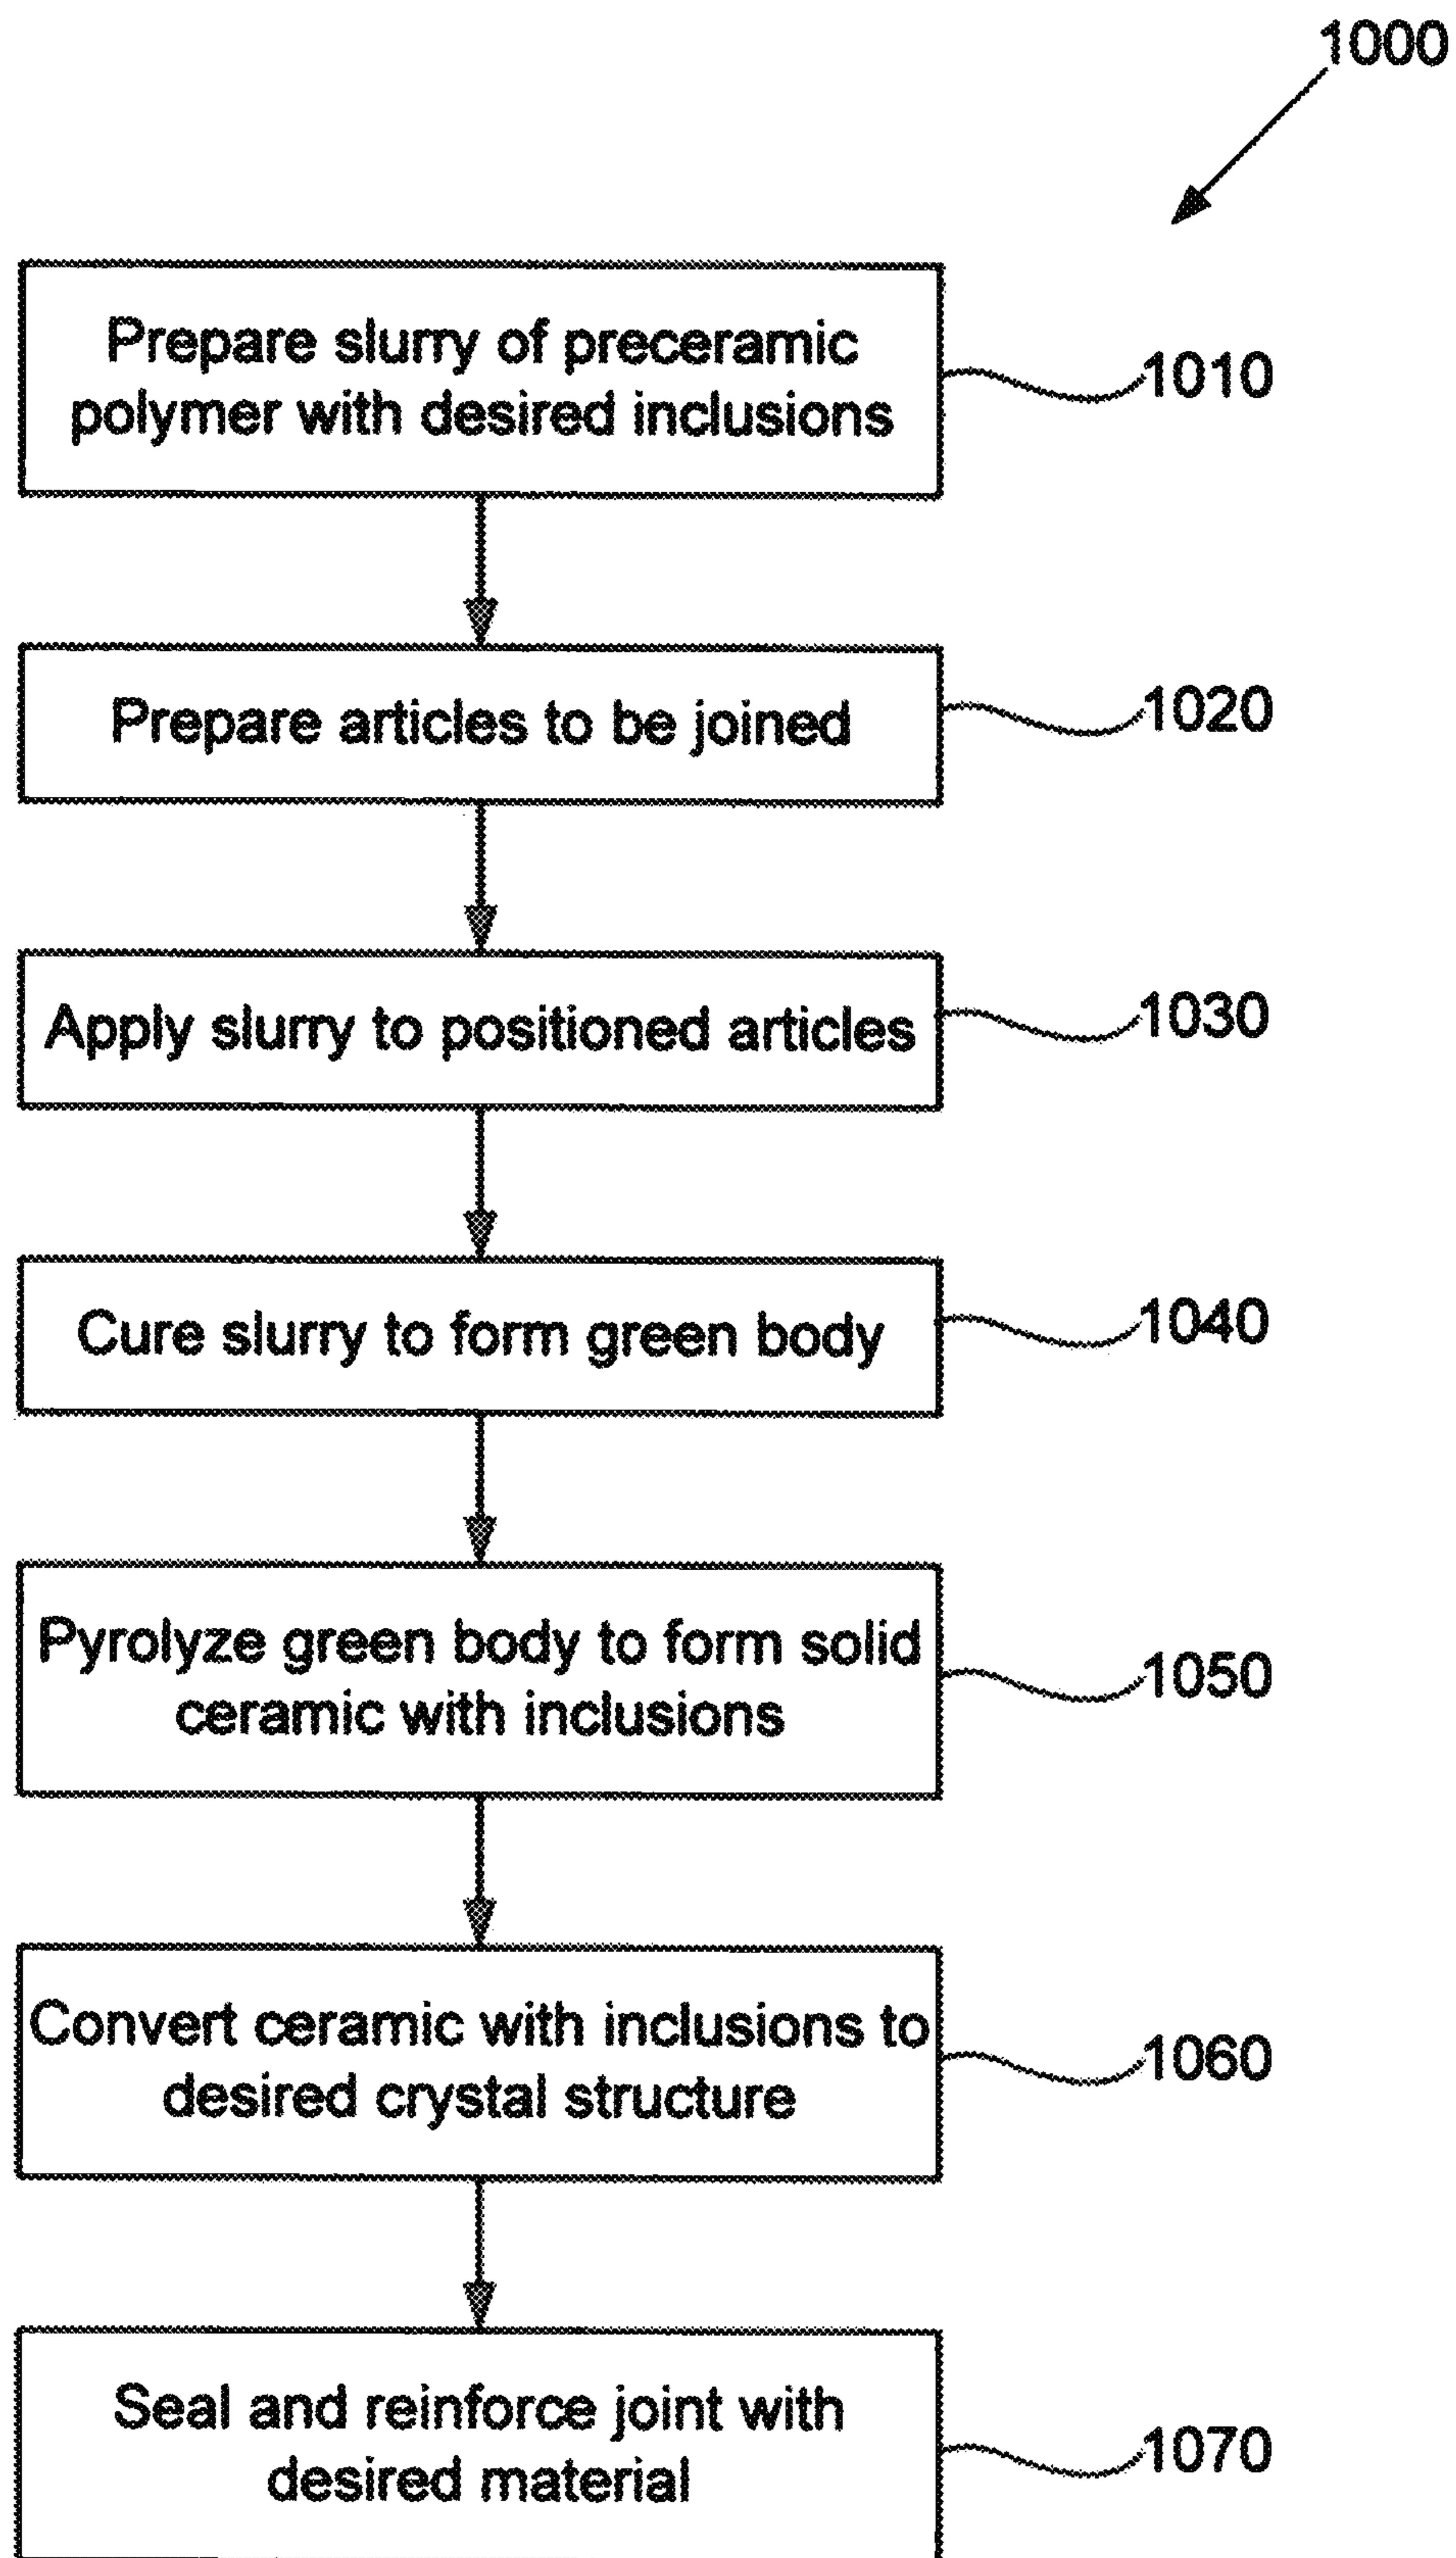 1000
Prepare slurry of preceramic
polymer with desired inclusions
1010
Prepare articles to be joined
1020
Apply slurry to positioned articles
1030
Cure slurry to form green body
1040
Pyrolyze green body to form solid
ceramic with inclusions
1050
Convert ceramic with inclusions to
desired crystal structure
1060
Seal and reinforce joint with
desired material
1070